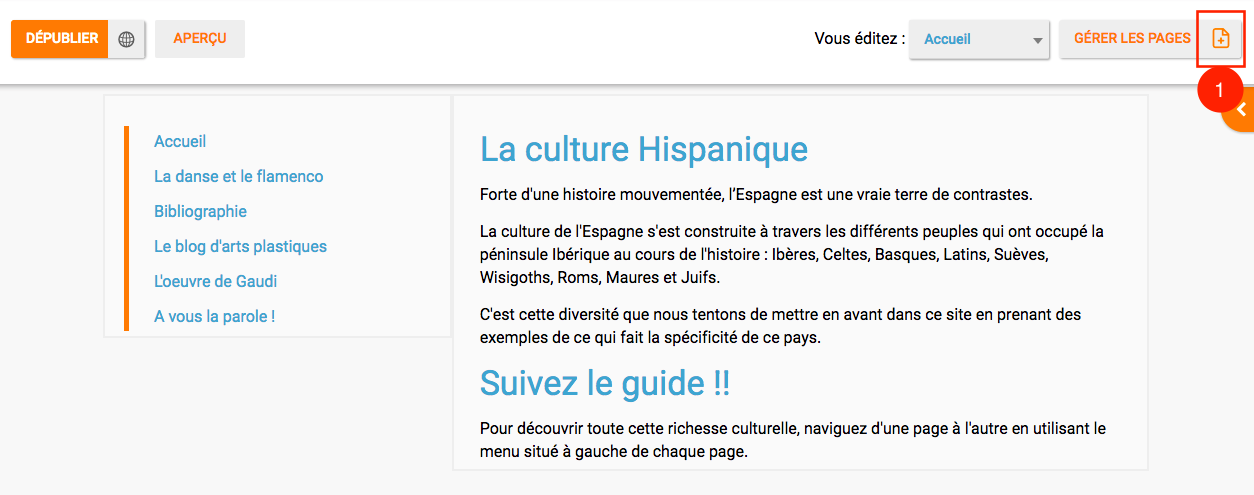 DÉPUBLIER
APERÇU
Vous éditez :
Accueil
GÉRER LES PAGES
1
Accueil
La danse et le flamenco
Bibliographie
Le blog d'arts plastiques
L'oeuvre de Gaudi
A vous la parole !
La culture Hispanique
Forte d'une histoire mouvementée, l’Espagne est une vraie terre de contrastes.
La culture de l'Espagne s'est construite à travers les différents peuples qui ont occupé la
péninsule Ibérique au cours de l'histoire : Ibères, Celtes, Basques, Latins, Suèves,
Wisigoths, Roms, Maures et Juifs.
C'est cette diversité que nous tentons de mettre en avant dans ce site en prenant des
exemples de ce qui fait la spécificité de ce pays.
Suivez le guide !!
Pour découvrir toute cette richesse culturelle, naviguez d'une page à l'autre en utilisant le
menu situé à gauche de chaque page.